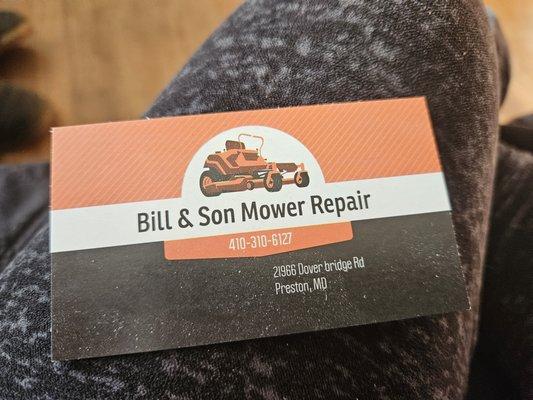 Bill & Son Mower Repair
410-310-6127
21966 Dover bridge Rd
Preston, MD